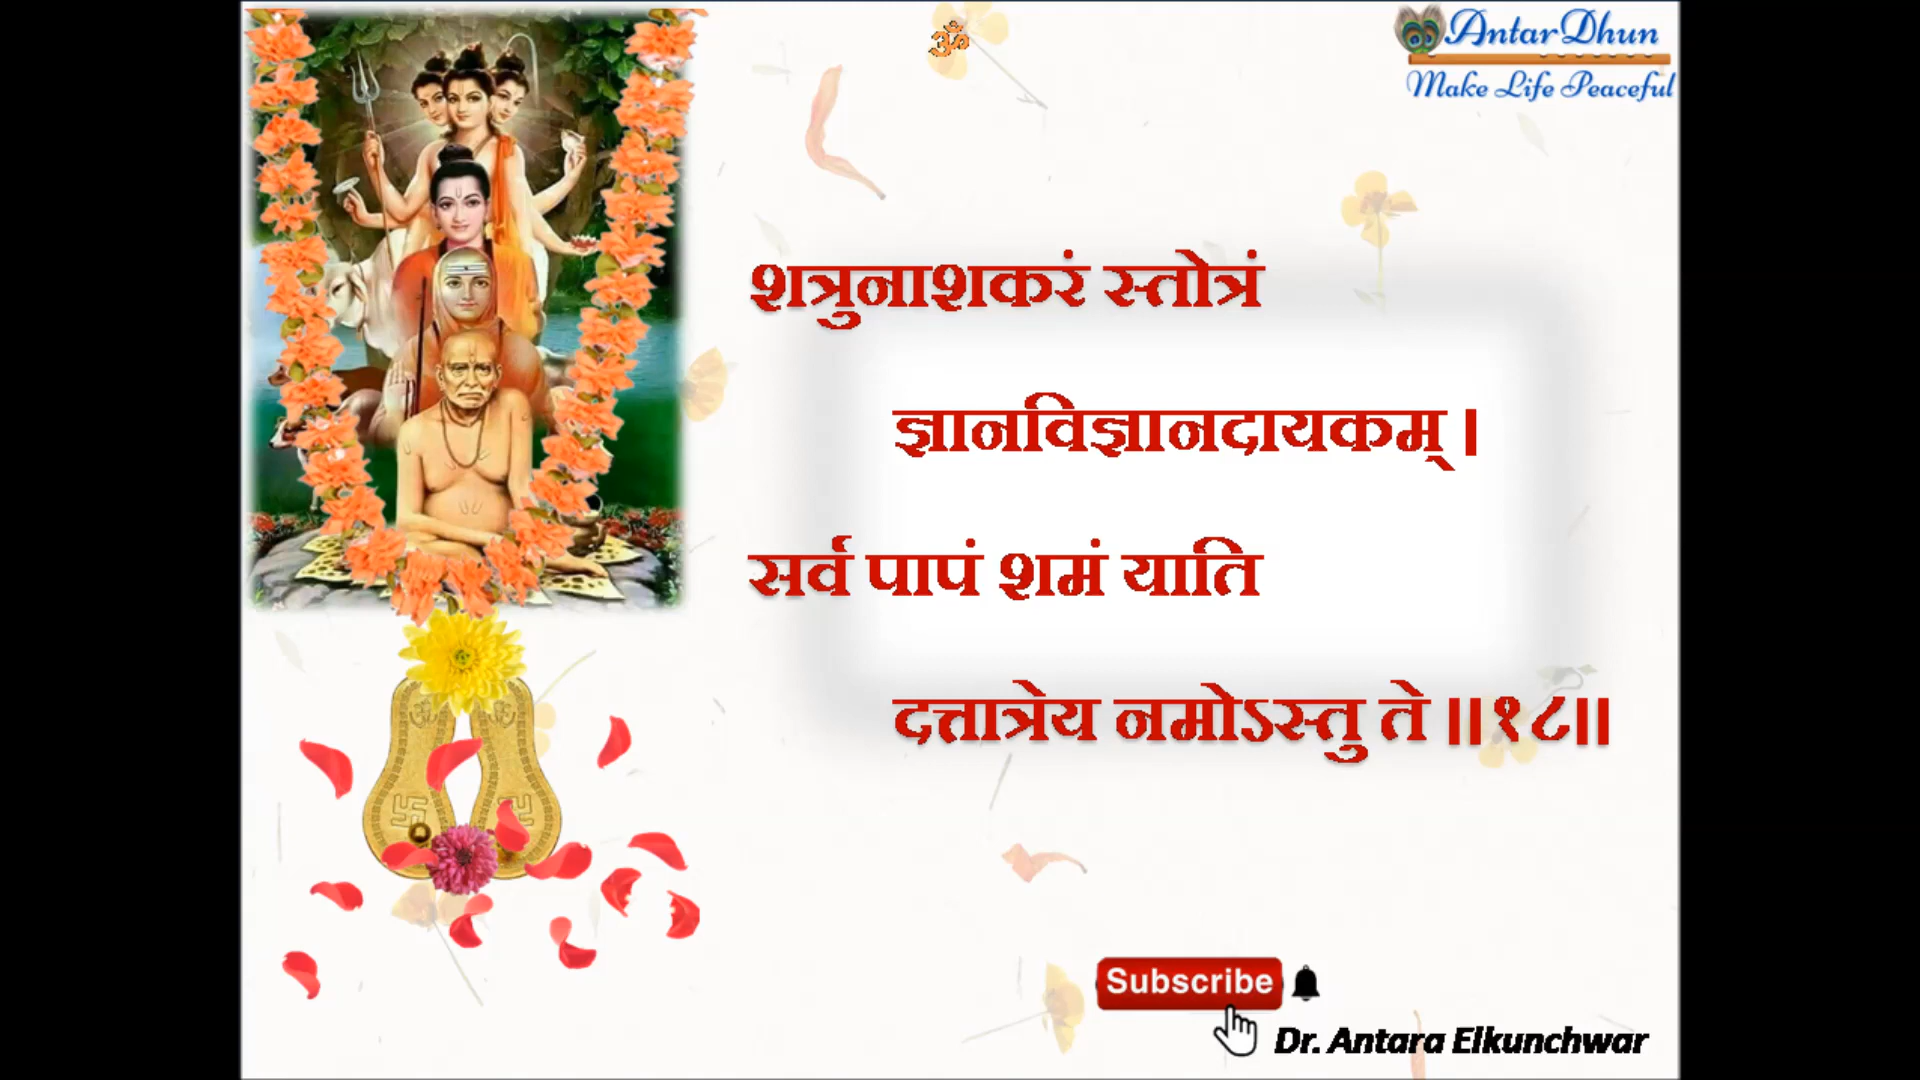 ॐ
AntarDhun
Make Life Peaceful
शत्रुनाशकरं स्तोत्रं
ज्ञानविज्ञानदायकम् ।
सर्वं पापं शमं याति
दत्तात्रेय नमोऽस्तु ते ॥१८॥
Subscribe
Dr. Antara Elkunchwar